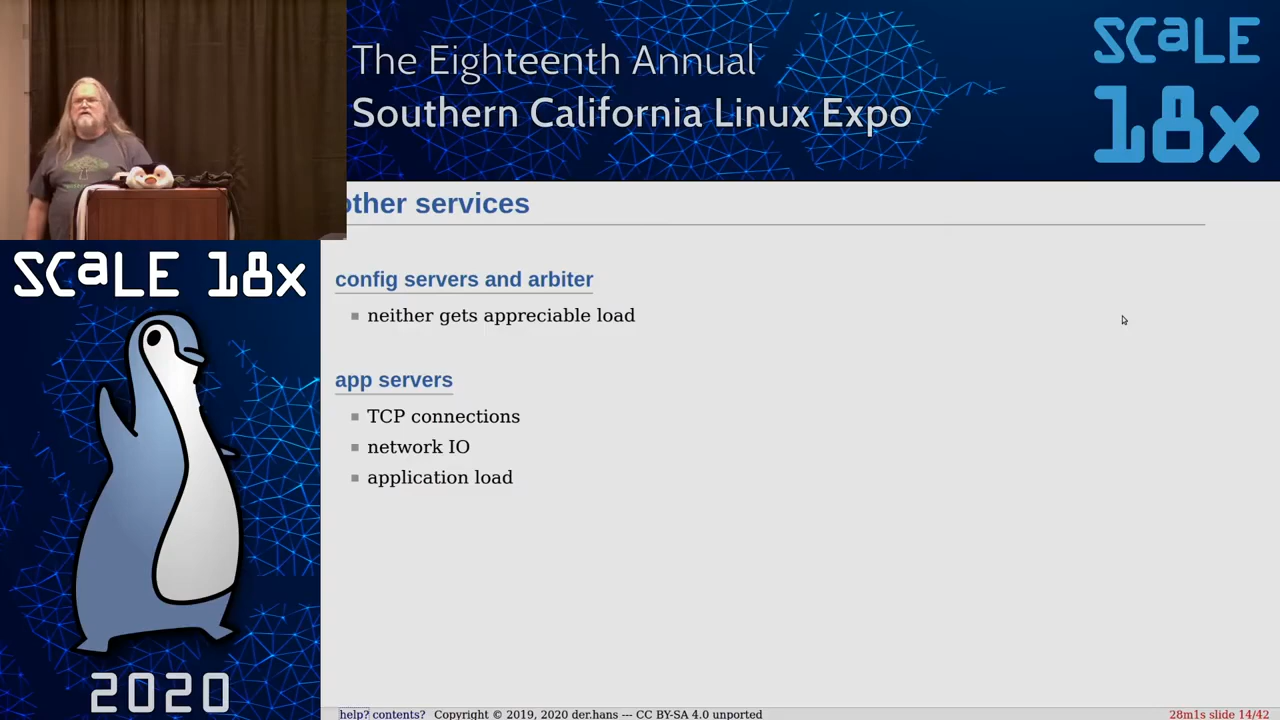 The Eighteenth Annual
Southern California Linux Expo
SCaLE
18x
other services
SCaLE 18x
config servers and arbiter
neither gets appreciable load
app servers
TCP connections
network IO
application load
2020
help? contents? Copyright © 2019, 2020 der.hans --- CC BY-SA 4.0 unported
28m1s slide 14/42